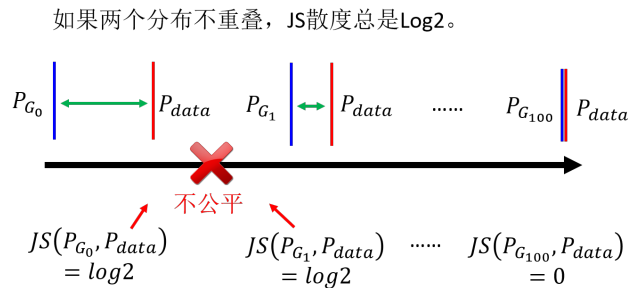 如果两个分布不重叠，JS散度总是Log2。
P_{G_0} P_{data} P_{G_1} P_{data} …… P_{G_{100}} P_{data}
不公平
JS(P_{G_0}, P_{data}) JS(P_{G_1}, P_{data}) …… JS(P_{G_{100}}, P_{data})
= log2 = log2 = 0